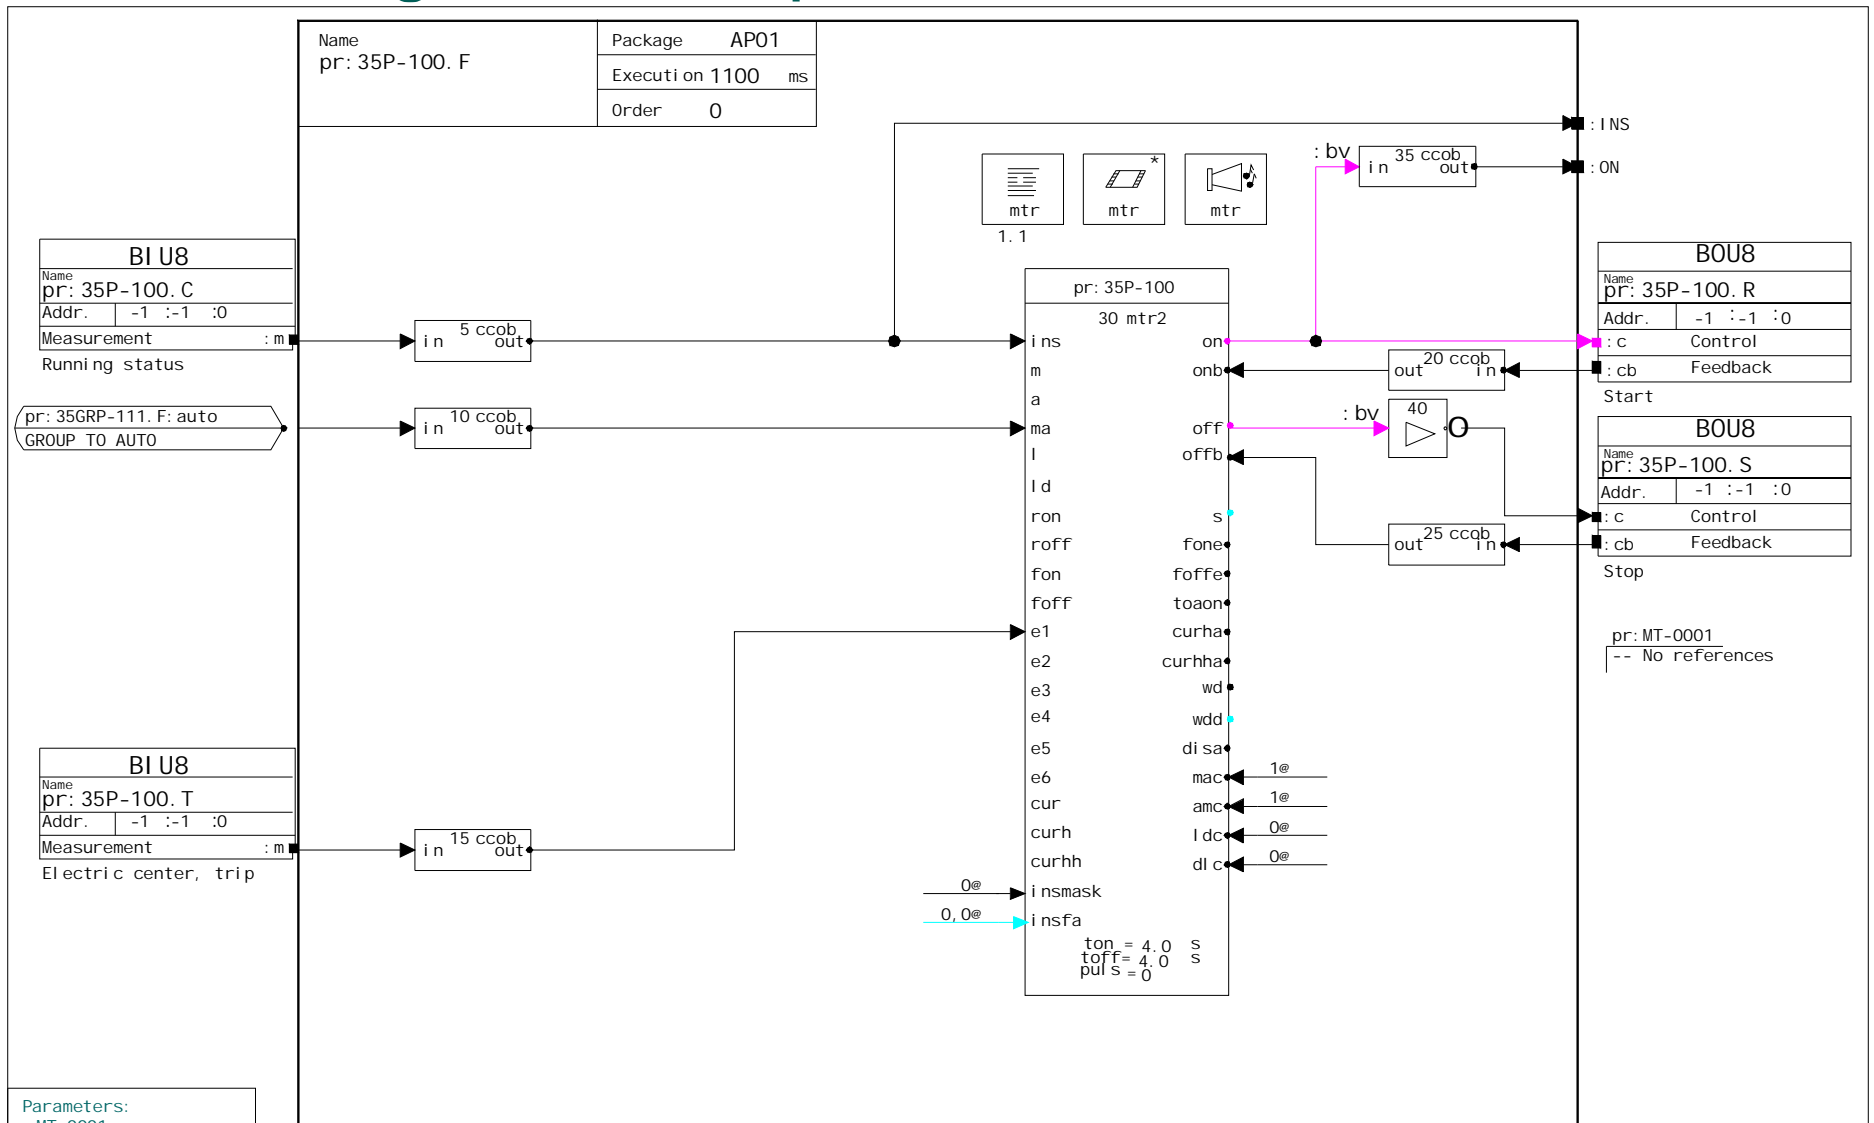 Name
pr:35P-100.F
Package AP01
Execution 1100 ms
Order 0
:INS
:bv
in 35 ccob out
:ON
mtr
1.1
mtr
*
mtr
BIU8
Name
pr:35P-100.C
Addr. -1 :-1 :0
Measurement :m
Running status
in 5 ccob out
pr:35GRP-111.F:auto
GROUP TO AUTO
in 10 ccob out
BIU8
Name
pr:35P-100.T
Addr. -1 :-1 :0
Measurement :m
Electric center, trip
in 15 ccob out
pr:35P-100
30 mtr2
ins on
m onb
a
ma off
l offb
ld
ron s
roff fone
fon foffe
foff toaon
e1 curha
e2 curhha
e3 wd
e4 wdd
e5 disa
e6 mac 1@
cur amc 1@
curh ldc 0@
curhh dlc 0@
0@ insmask
0,0@ insfa
ton = 4.0 s
toff= 4.0 s
puls = 0
out 20 ccob in
:bv
40
out 25 ccob in
BOU8
Name
pr:35P-100.R
Addr. -1 :-1 :0
:c Control
:cb Feedback
Start
BOU8
Name
pr:35P-100.S
Addr. -1 :-1 :0
:c Control
:cb Feedback
Stop
pr:MT-0001
-- No references
Parameters: